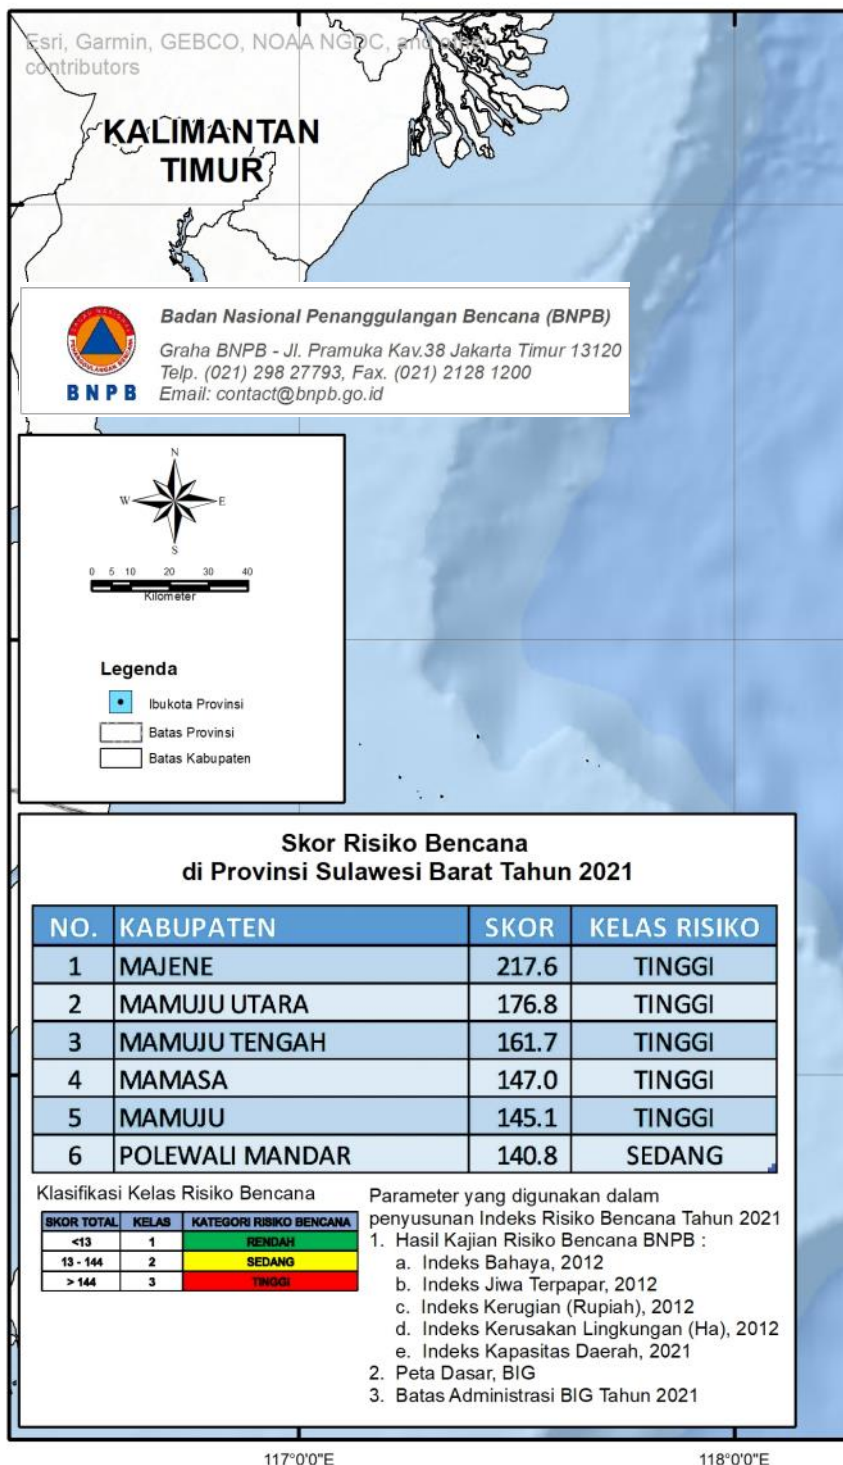 Esri, Garmin, GEBCO, NOAA NGDC, and other
contributors
KALIMANTAN
TIMUR
Badan Nasional Penanggulangan Bencana (BNPB)
Graha BNPB - Jl. Pramuka Kav.38 Jakarta Timur 13120
Telp. (021) 298 27793, Fax. (021) 2128 1200
Email: contact@bnpb.go.id
BNPB
N
W E
S
0 5 10 20 30 40
Kilometer
Legenda
Ibukota Provinsi
Batas Provinsi
Batas Kabupaten
Skor Risiko Bencana
di Provinsi Sulawesi Barat Tahun 2021
NO. KABUPATEN SKOR KELAS RISIKO
1 MAJENE 217.6 TINGGI
2 MAMUJU UTARA 176.8 TINGGI
3 MAMUJU TENGAH 161.7 TINGGI
4 MAMASA 147.0 TINGGI
5 MAMUJU 145.1 TINGGI
6 POLEWALI MANDAR 140.8 SEDANG
Klasifikasi Kelas Risiko Bencana
SKOR TOTAL KELAS KATEGORI RISIKO BENCANA
<13 1 RENDAH
13 - 144 2 SEDANG
> 144 3 TINGGI
Parameter yang digunakan dalam
penyusunan Indeks Risiko Bencana Tahun 2021
1. Hasil Kajian Risiko Bencana BNPB :
a. Indeks Bahaya, 2012
b. Indeks Jiwa Terpapar, 2012
c. Indeks Kerugian (Rupiah), 2012
d. Indeks Kerusakan Lingkungan (Ha), 2012
e. Indeks Kapasitas Daerah, 2021
2. Peta Dasar, BIG
3. Batas Administrasi BIG Tahun 2021
117°0'0"E 118°0'0"E